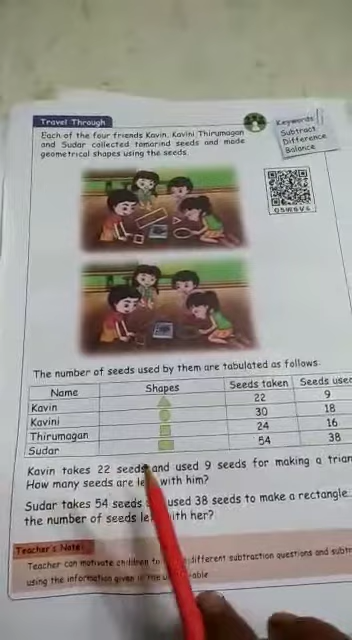 Travel Through
Each of the four friends Kavin, Kavini Thirumagan
and Sudar collected tamarind seeds and made
geometrical shapes using the seeds.
Keywords
Subtract
Difference
Balance
The number of seeds used by them are tabulated as follows:
Name Shapes Seeds taken Seeds used
Kavin 22 9
Kavini 30 18
Thirumagan 24 16
Sudar 54 38
Kavin takes 22 seeds and used 9 seeds for making a trian
How many seeds are le with him?
Sudar takes 54 seeds used 38 seeds to make a rectangle.
the number of seeds le ith her?
Teacher's Note:
Teacher can motivate children to different subtraction questions and subtr
using the information given in the able